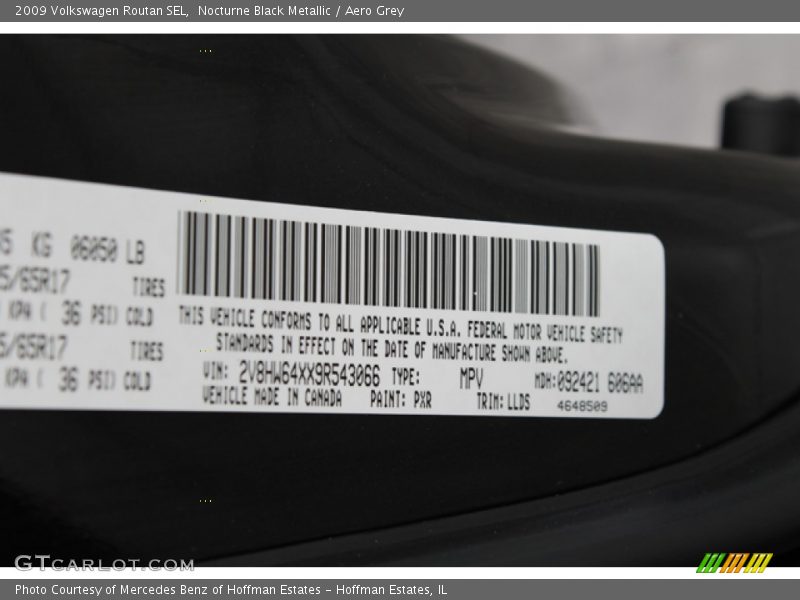 2009 Volkswagen Routan SEL,  Nocturne Black Metallic / Aero Grey
KG 06050 LB
5/65R17 TIRES
KPA ( 36 PSI) COLD
5/65R17 TIRES
KPA ( 36 PSI) COLD
THIS VEHICLE CONFORMS TO ALL APPLICABLE U.S.A. FEDERAL MOTOR VEHICLE SAFETY
STANDARDS IN EFFECT ON THE DATE OF MANUFACTURE SHOWN ABOVE.
VIN: 2V8HW64XX9R543066 TYPE: MPV MDH:092421 606AA
VEHICLE MADE IN CANADA PAINT: PXR TRIM: LLDS 4648509
GTCARLOT.COM
Photo Courtesy of Mercedes Benz of Hoffman Estates - Hoffman Estates, IL